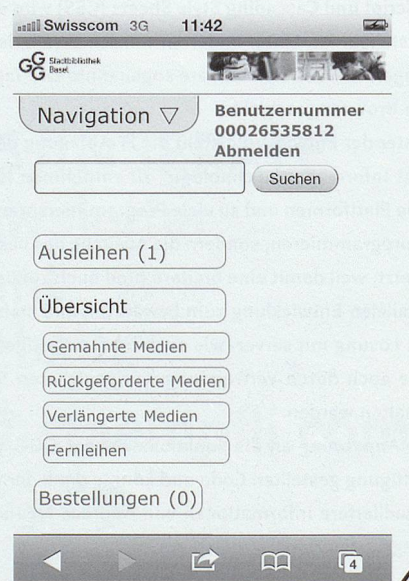 Swisscom 3G 11:42
GGG Stadtbibliothek
Basel
Navigation ▽
Benutzernummer
00026535812
Abmelden
Suchen
Ausleihen (1)
Übersicht
Gemahnte Medien
Rückgeforderte Medien
Verlängerte Medien
Fernleihen
Bestellungen (0)
4